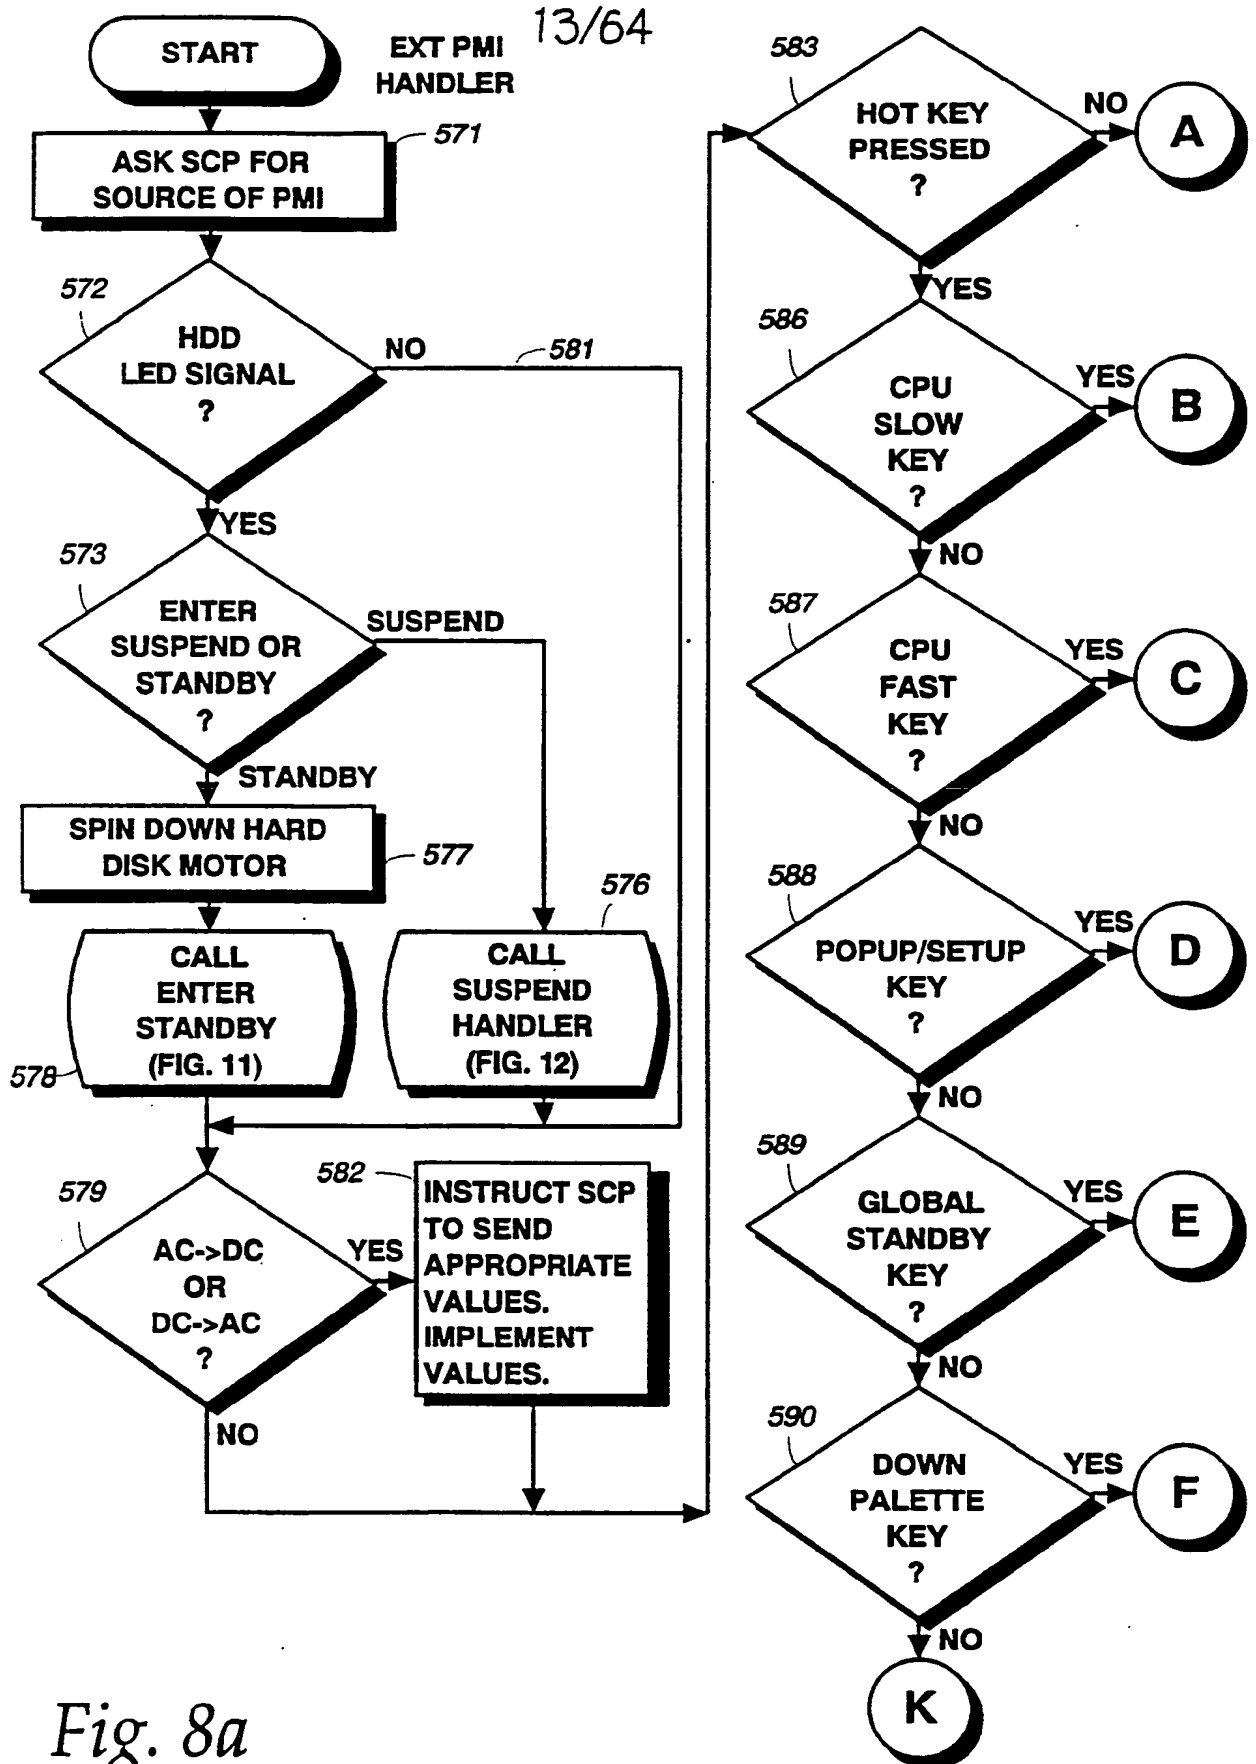 13/64
START
EXT PMI
HANDLER
571
ASK SCP FOR
SOURCE OF PMI
572
HDD
LED SIGNAL
?
NO
581
YES
573
ENTER
SUSPEND OR
STANDBY
?
SUSPEND
STANDBY
SPIN DOWN HARD
DISK MOTOR
577
576
CALL
ENTER
STANDBY
(FIG. 11)
578
CALL
SUSPEND
HANDLER
(FIG. 12)
579
AC->DC
OR
DC->AC
?
YES
582
INSTRUCT SCP
TO SEND
APPROPRIATE
VALUES.
IMPLEMENT
VALUES.
NO
583
HOT KEY
PRESSED
?
NO
A
YES
586
CPU
SLOW
KEY
?
YES
B
NO
587
CPU
FAST
KEY
?
YES
C
NO
588
POPUP/SETUP
KEY
?
YES
D
NO
589
GLOBAL
STANDBY
KEY
?
YES
E
NO
590
DOWN
PALETTE
KEY
?
YES
F
NO
K
Fig. 8a